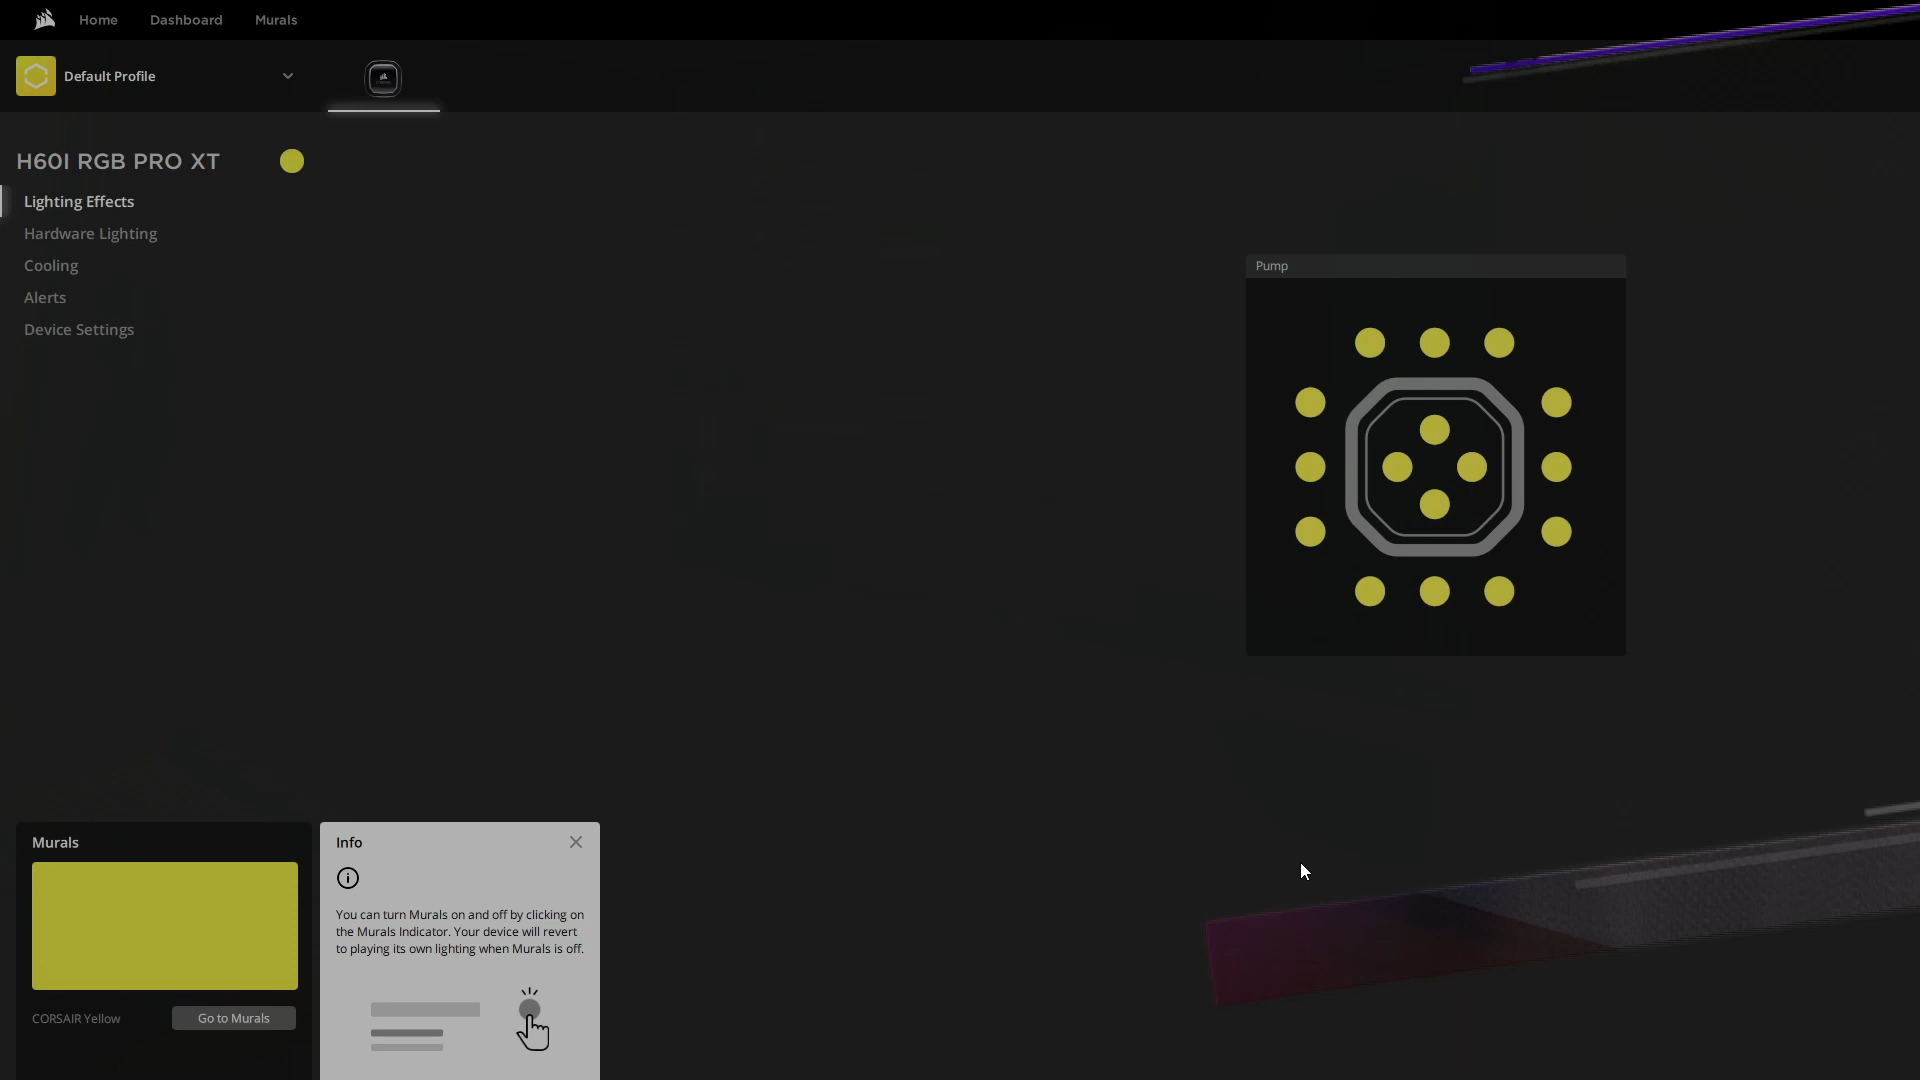 Home Dashboard Murals
Default Profile
H60I RGB PRO XT
Lighting Effects
Hardware Lighting
Cooling
Alerts
Device Settings
Pump
Murals
CORSAIR Yellow
Go to Murals
Info
You can turn Murals on and off by clicking on
the Murals Indicator. Your device will revert
to playing its own lighting when Murals is off.